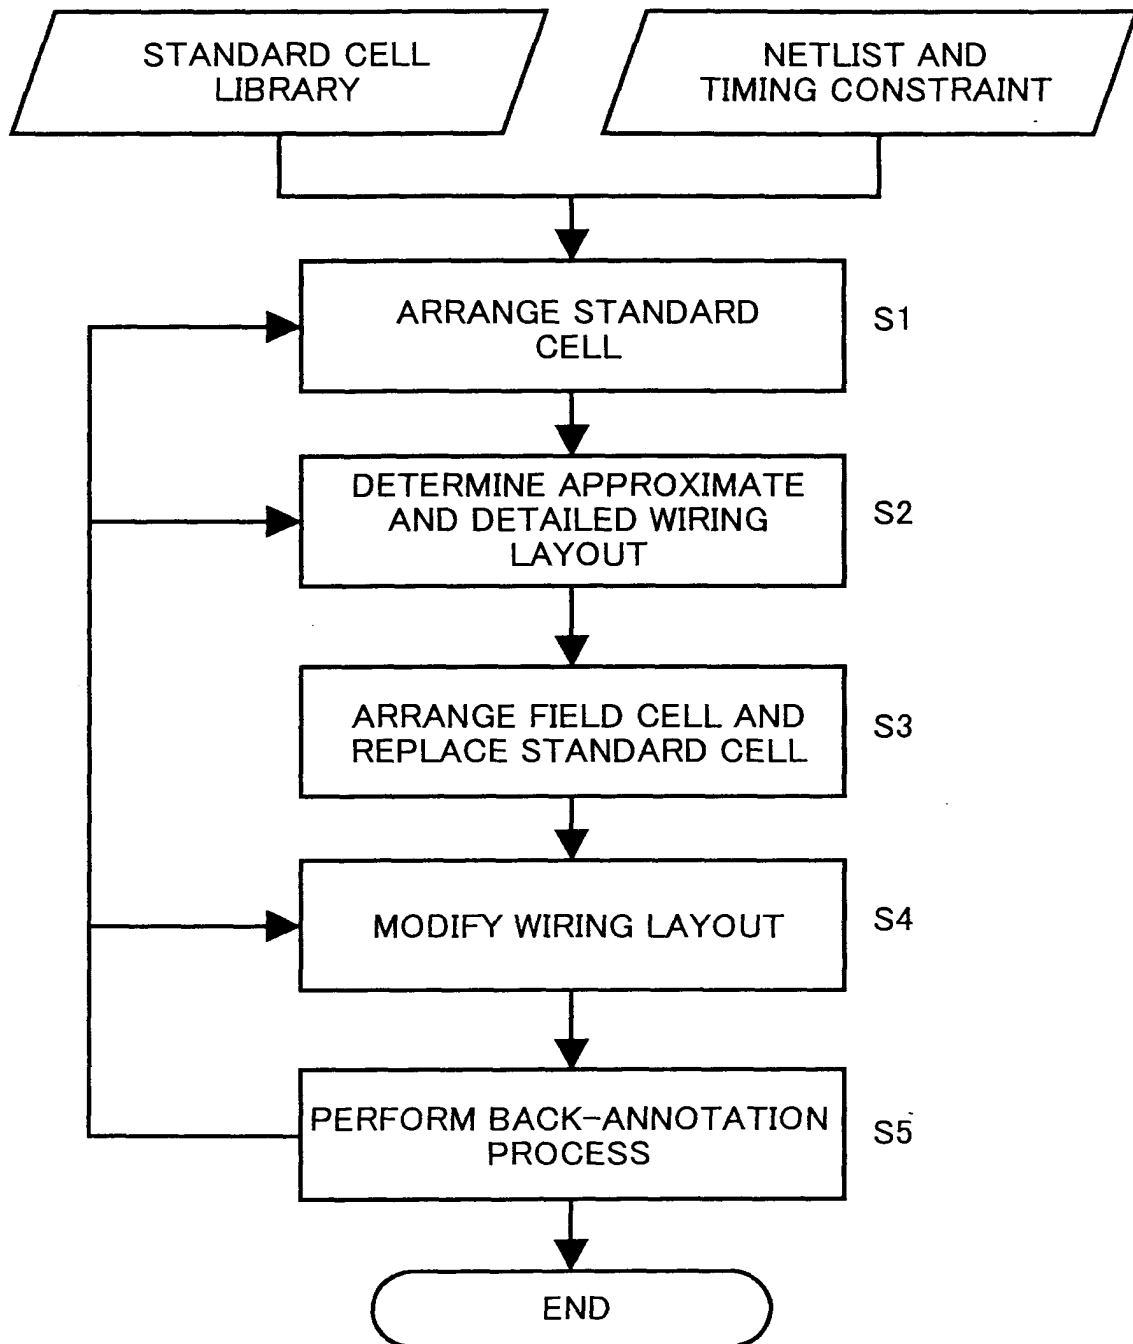 STANDARD CELL
LIBRARY
NETLIST AND
TIMING CONSTRAINT
ARRANGE STANDARD
CELL
S1
DETERMINE APPROXIMATE
AND DETAILED WIRING
LAYOUT
S2
ARRANGE FIELD CELL AND
REPLACE STANDARD CELL
S3
MODIFY WIRING LAYOUT
S4
PERFORM BACK-ANNOTATION
PROCESS
S5
END